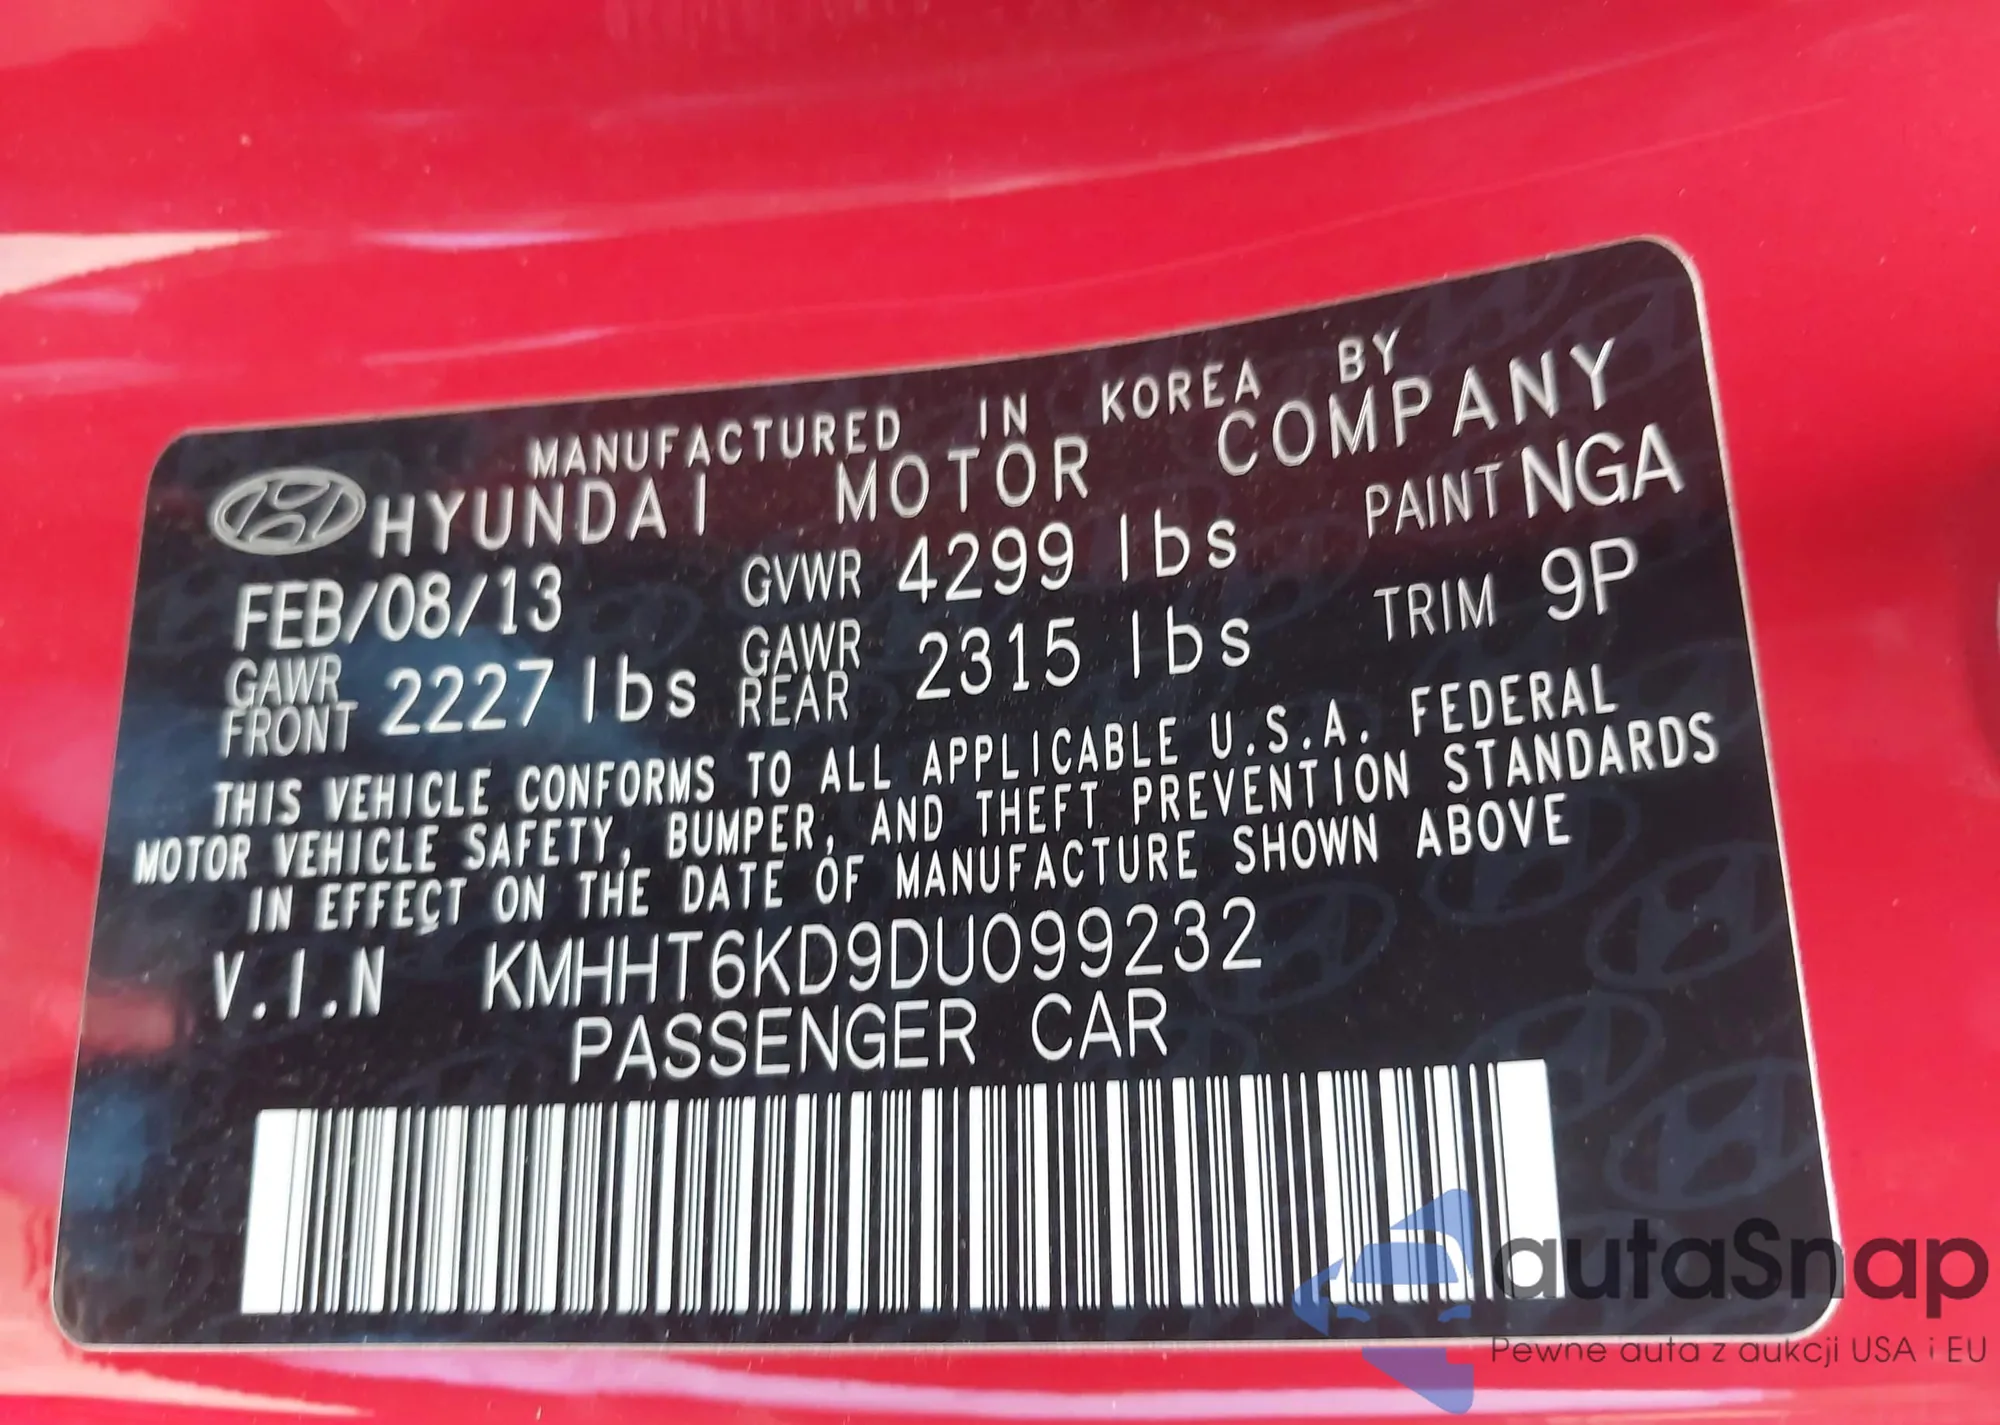 MANUFACTURED IN KOREA BY
HYUNDAI MOTOR COMPANY
FEB/08/13 GVWR 4299 lbs PAINT NGA
GAWR FRONT 2227 lbs GAWR REAR 2315 lbs TRIM 9P
THIS VEHICLE CONFORMS TO ALL APPLICABLE U.S.A. FEDERAL
MOTOR VEHICLE SAFETY, BUMPER, AND THEFT PREVENTION STANDARDS
IN EFFECT ON THE DATE OF MANUFACTURE SHOWN ABOVE
V.I.N KMHHT6KD9DU099232
PASSENGER CAR
autaSnap
Pewne auta z aukcji USA i EU